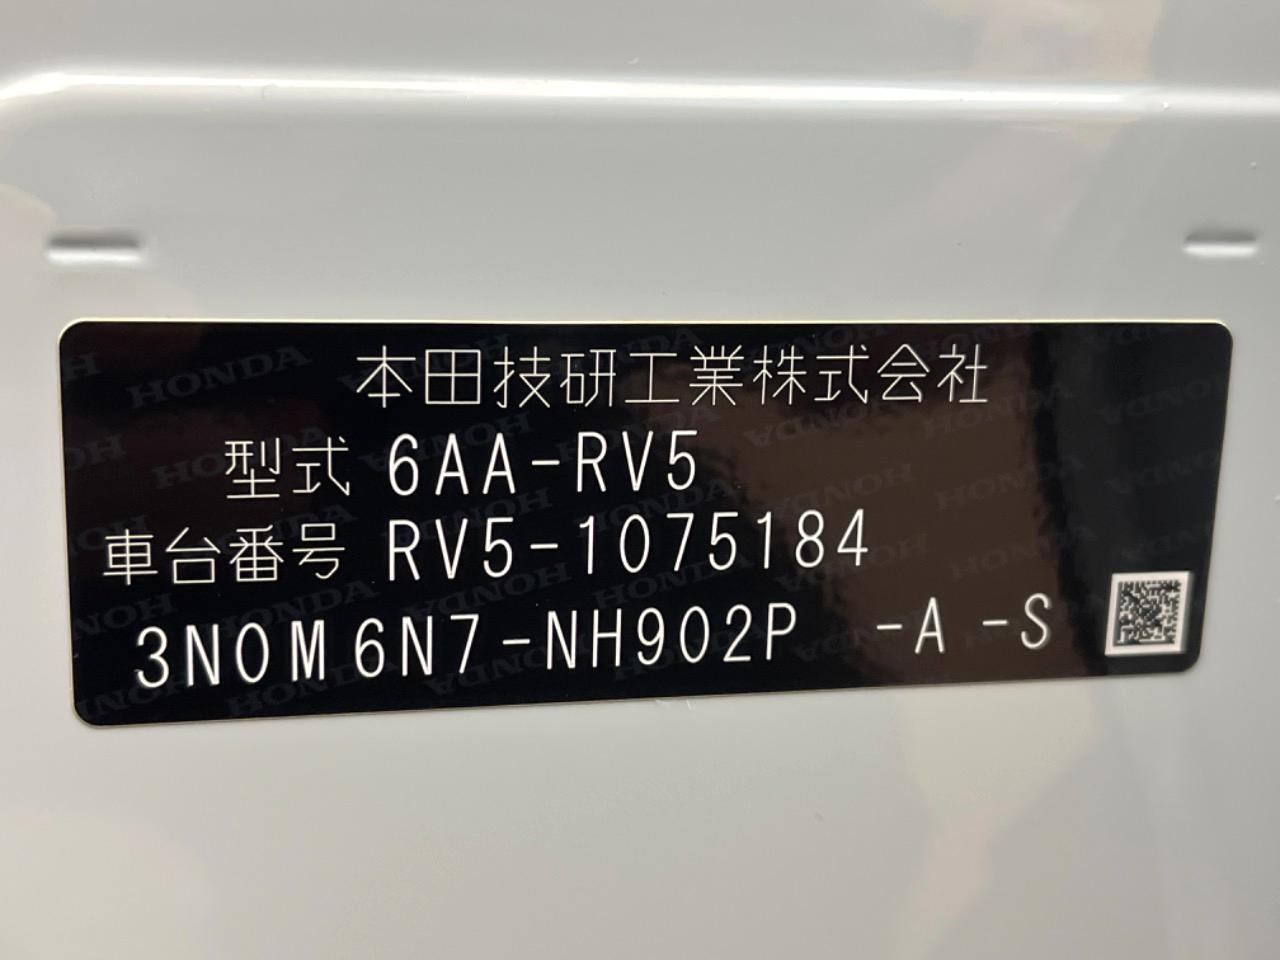 本田技研工業株式会社
型式 6AA-RV5
車台番号 RV5-1075184
3N0M6N7-NH902P -A -S